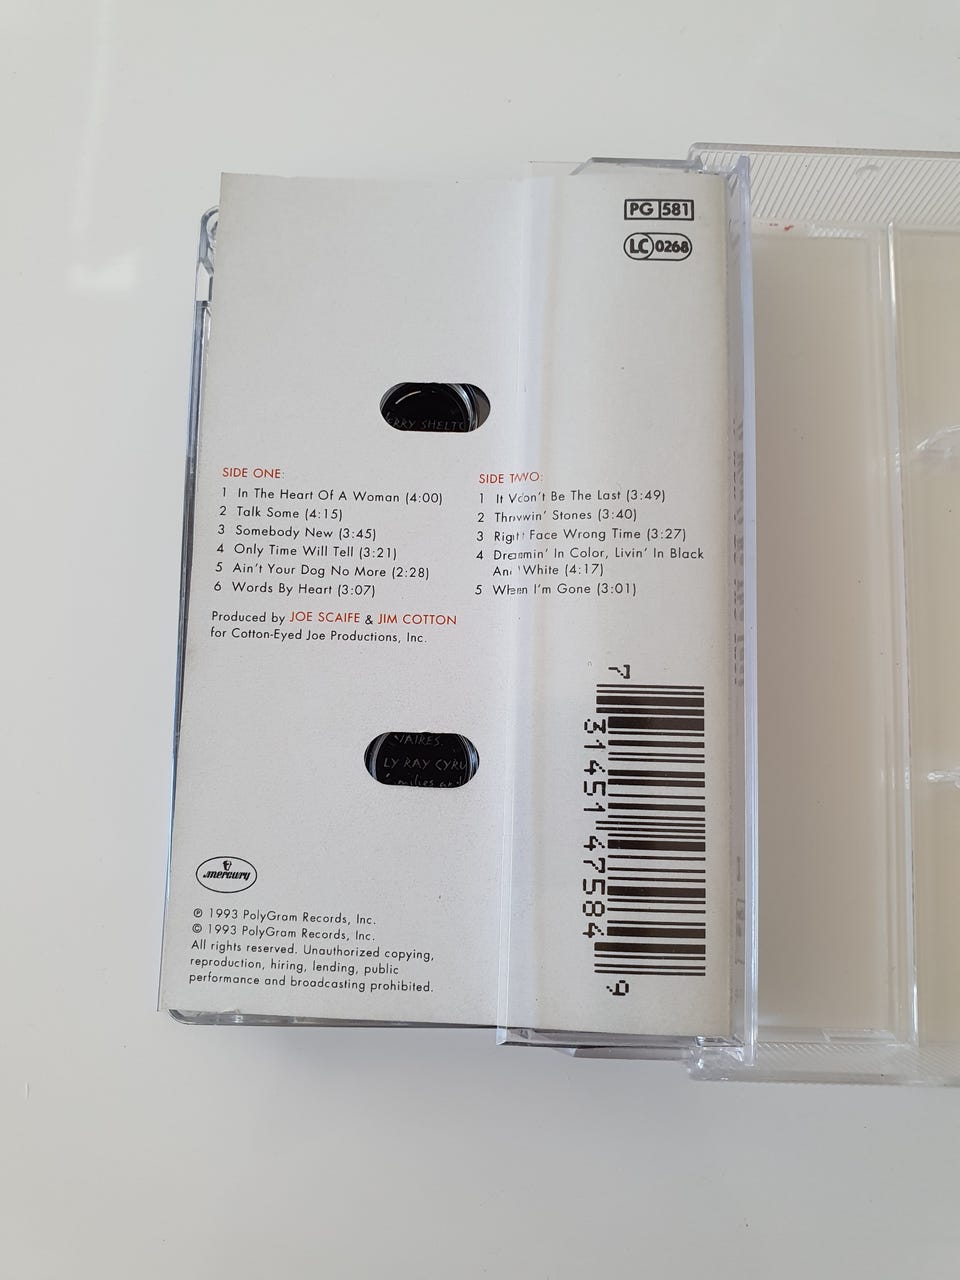 PG 581
LC 0268
ERRY SHELTO
SIDE ONE:
1 In The Heart Of A Woman (4:00)
2 Talk Some (4:15)
3 Somebody New (3:45)
4 Only Time Will Tell (3:21)
5 Ain't Your Dog No More (2:28)
6 Words By Heart (3:07)
Produced by JOE SCAIFE & JIM COTTON
for Cotton-Eyed Joe Productions, Inc.
SIDE TWO:
1 It Won't Be The Last (3:49)
2 Throwin' Stones (3:40)
3 Right Face Wrong Time (3:27)
4 Dreamin' In Color, Livin' In Black
And White (4:17)
5 When I'm Gone (3:01)
VAIRES.
LY RAY CYRU
7 31451 47584 9
mercury
℗ 1993 PolyGram Records, Inc.
© 1993 PolyGram Records, Inc.
All rights reserved. Unauthorized copying,
reproduction, hiring, lending, public
performance and broadcasting prohibited.